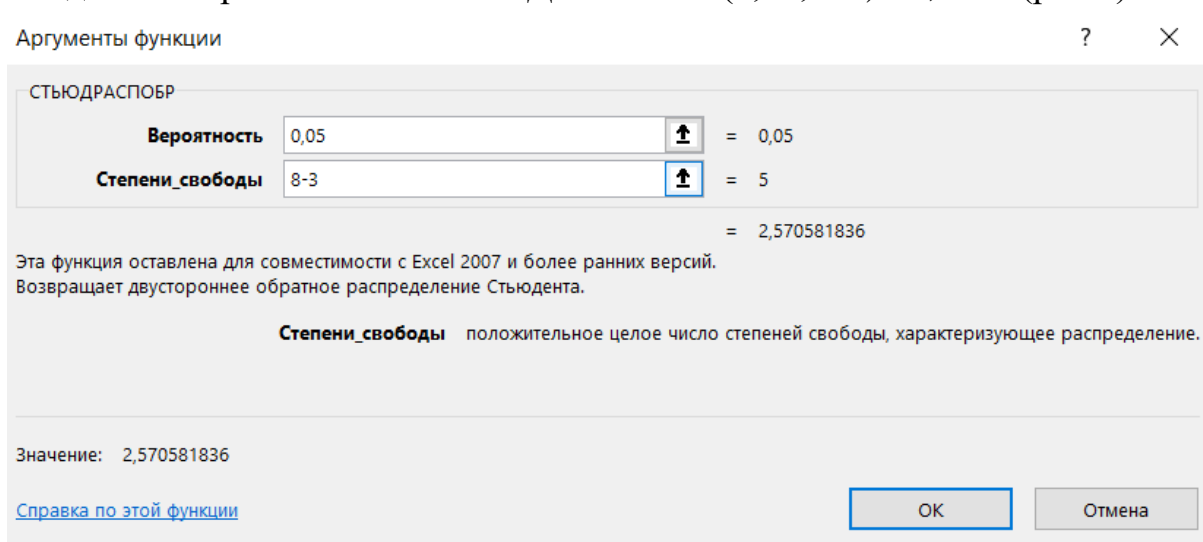 Аргументы функции ? ×
СТЬЮДРАСПОБР
Вероятность 0,05 = 0,05
Степени_свободы 8-3 = 5
= 2,570581836
Эта функция оставлена для совместимости с Excel 2007 и более ранних версий.
Возвращает двустороннее обратное распределение Стьюдента.
Степени_свободы положительное целое число степеней свободы, характеризующее распределение.
Значение: 2,570581836
Справка по этой функции
ОК Отмена